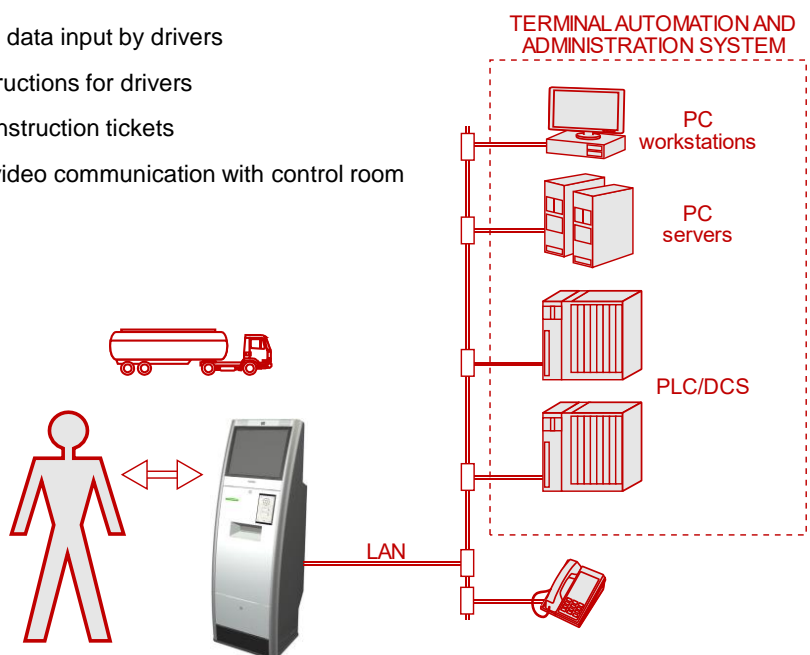 data input by drivers
ructions for drivers
nstruction tickets
video communication with control room
TERMINAL AUTOMATION AND
ADMINISTRATION SYSTEM
PC
workstations
PC
servers
PLC/DCS
LAN